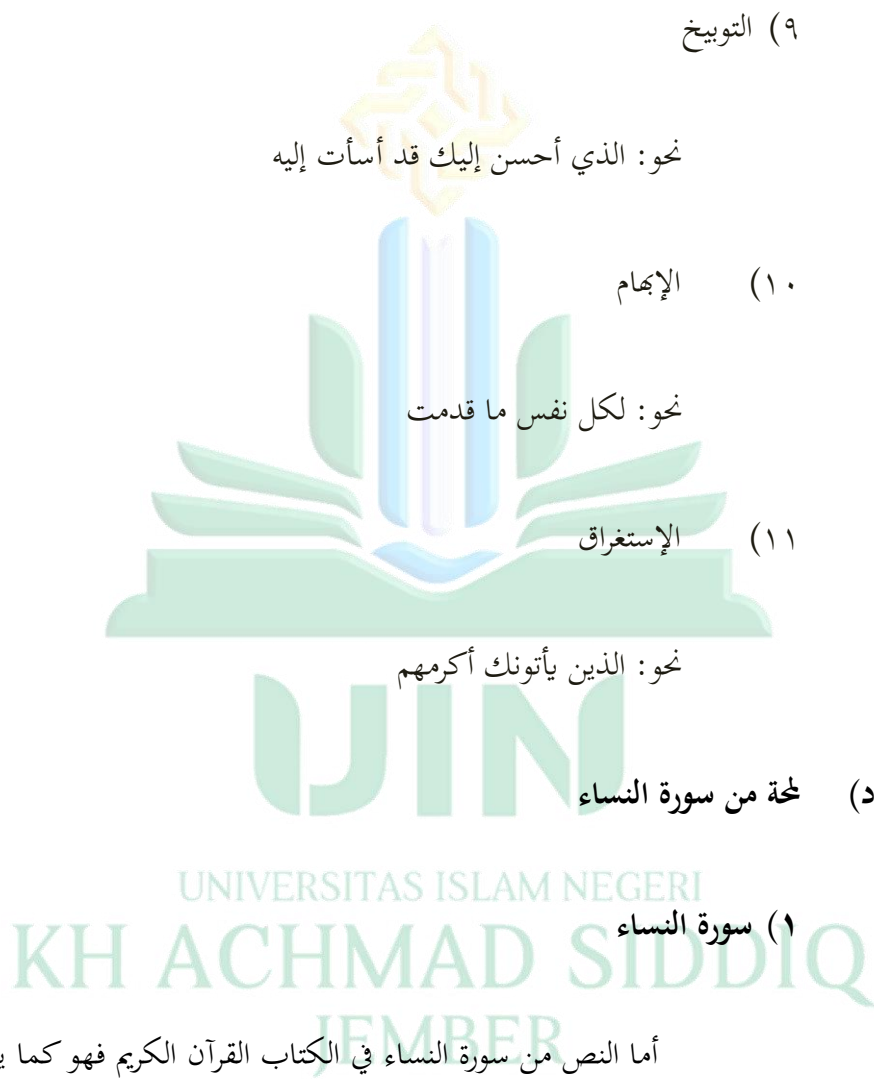 ٩) التوبيخ
نحو: الذي أحسن إليك قد أسأت إليه
١٠) الإبهام
نحو: لكل نفس ما قدمت
١١) الإستغراق
نحو: الذين يأتونك أكرمهم
د) لمحة من سورة النساء
UIN
UNIVERSITAS ISLAM NEGERI
١) سورة النساء
KH ACHMAD SIDDIQ
JEMBER
أما النص من سورة النساء في الكتاب القرآن الكريم فهو كما